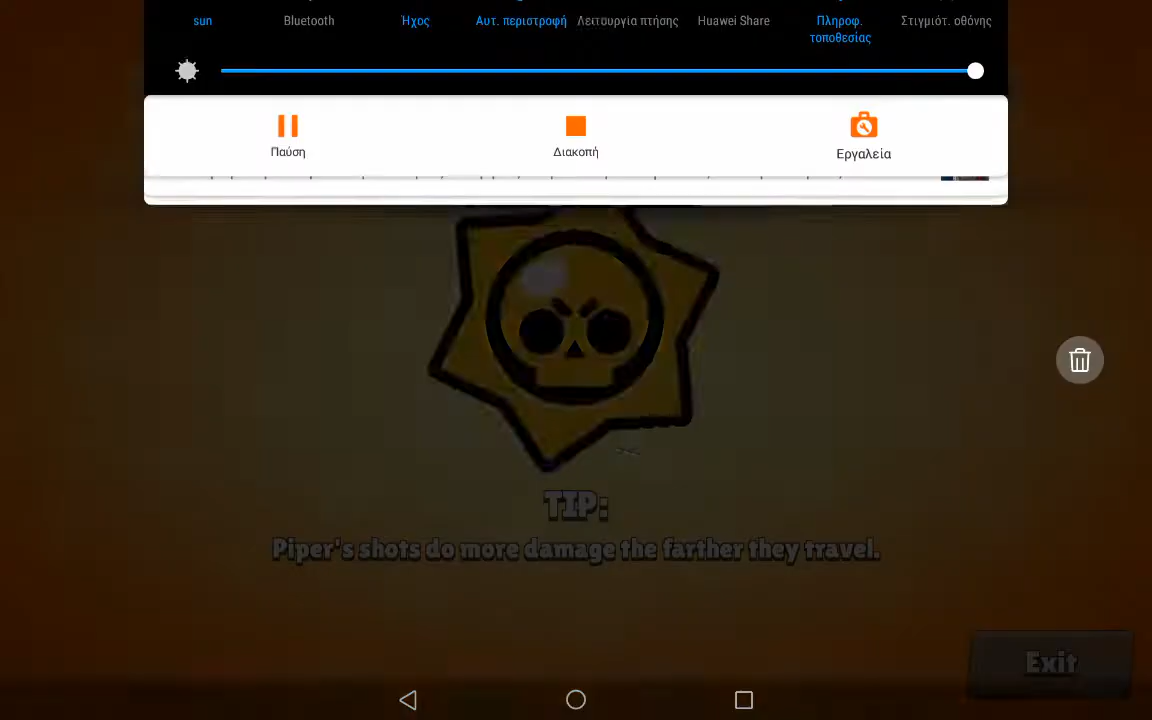 sun
Bluetooth
Ήχος
Αυτ. περιστροφή
Λειτουργία πτήσης
Huawei Share
Πληροφ.
τοποθεσίας
Στιγμιότ. οθόνης
Παύση
Διακοπή
Εργαλεία
TIP:
Piper's shots do more damage the farther they travel.
Exit